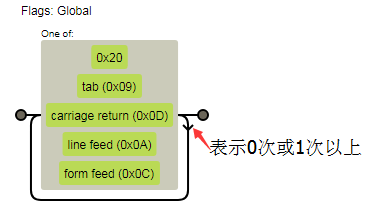 Flags: Global
One of:
0x20
tab (0x09)
carriage return (0x0D)
line feed (0x0A)
form feed (0x0C)
表示0次或1次以上